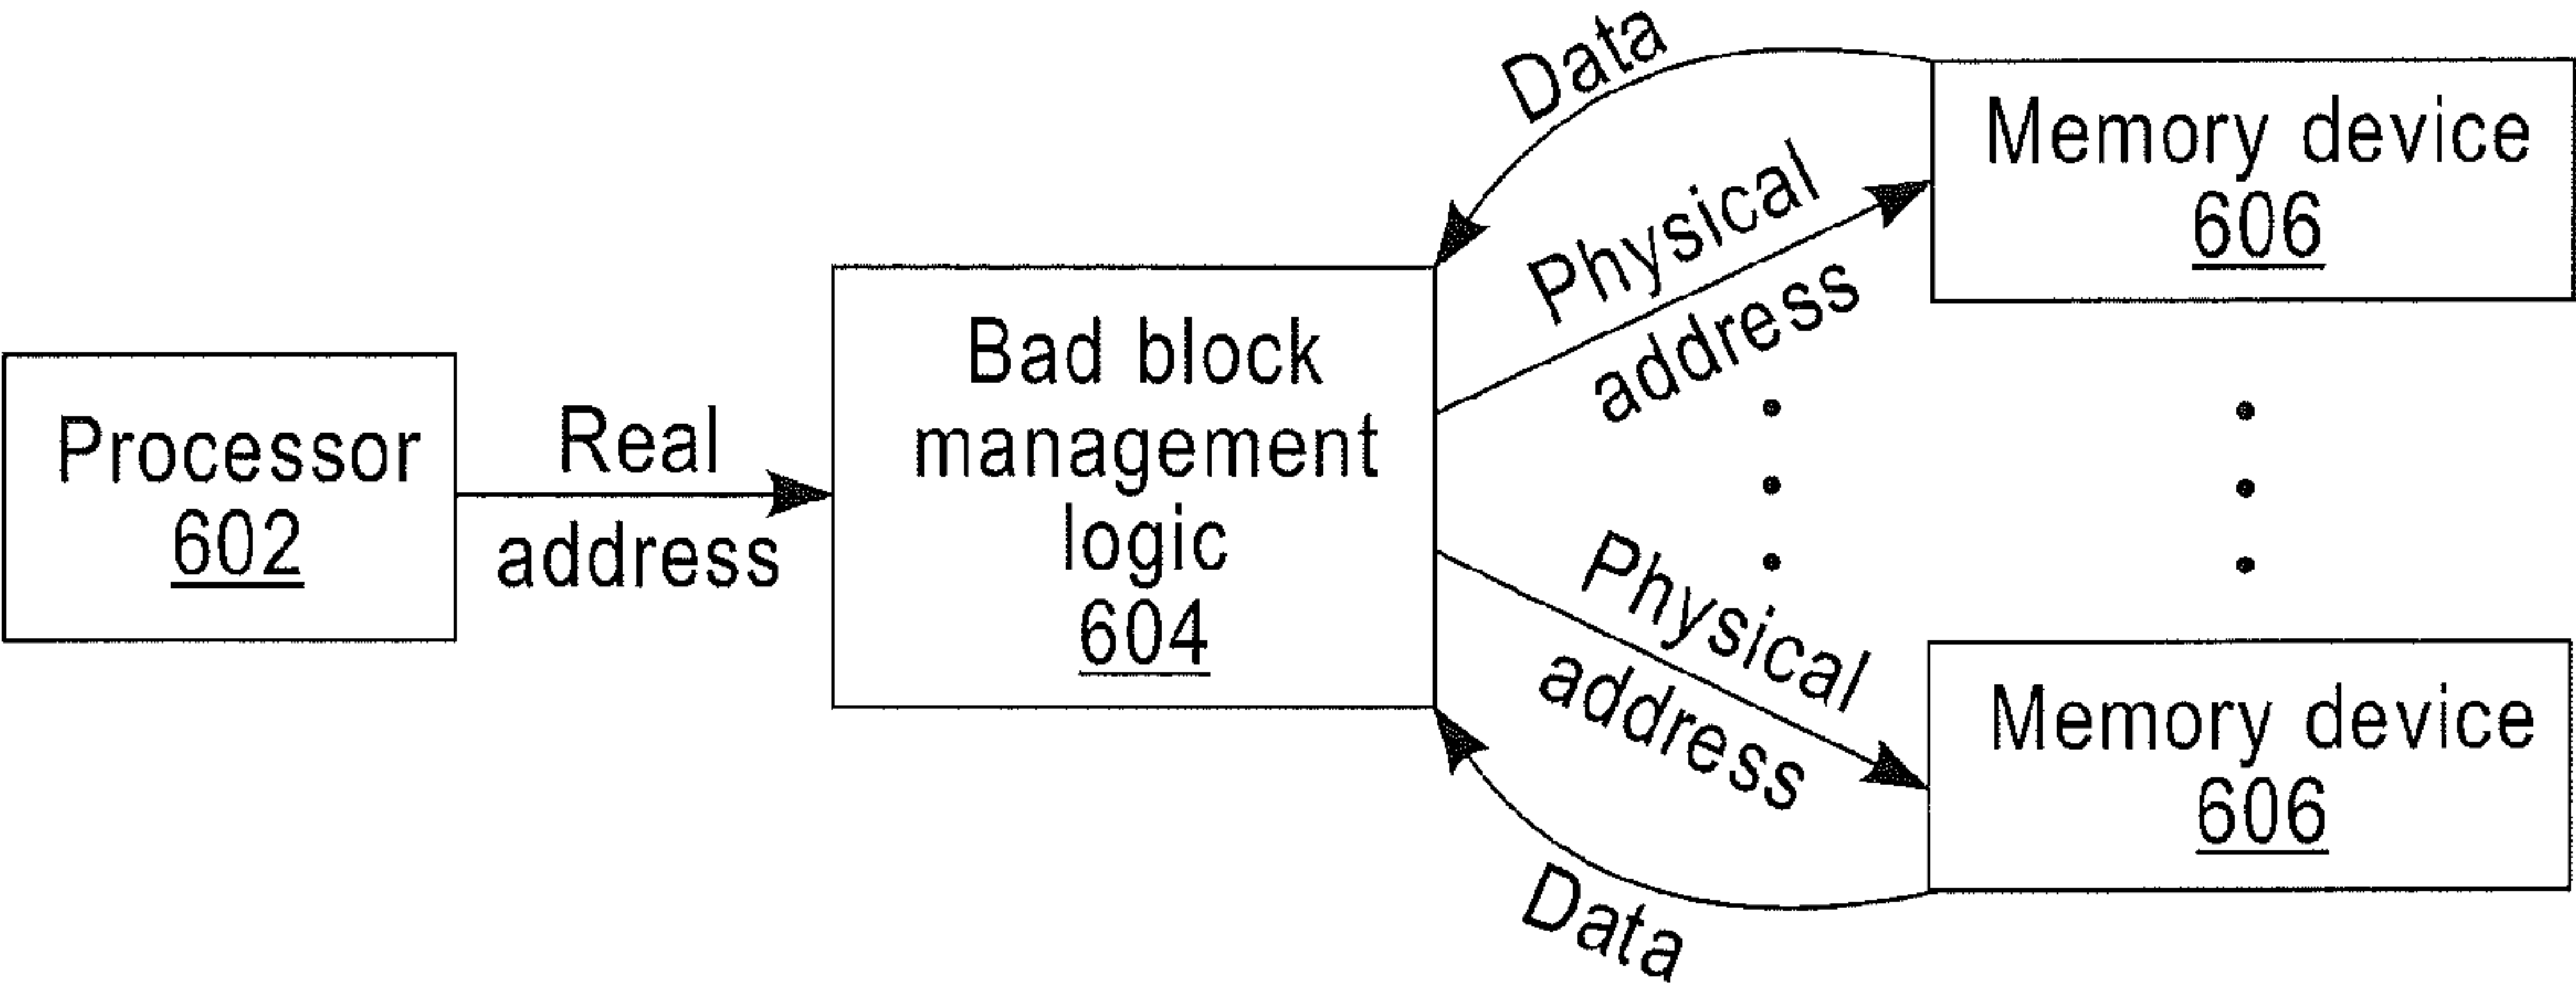 Processor
602
Real
address
Bad block
management
logic
604
Data
Physical
address
Memory device
606
Physical
address
Data
Memory device
606